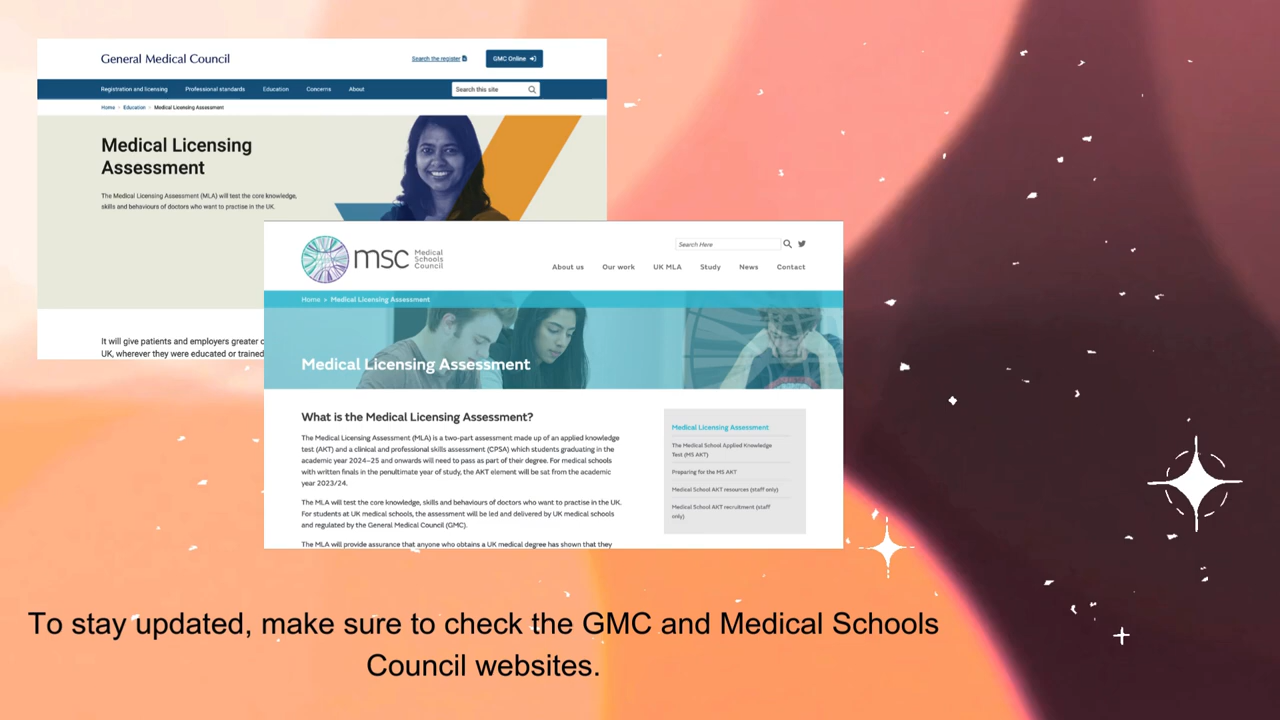 General Medical Council
Search the register
GMC Online
Registration and licensing Professional standards Education Concerns About
Search this site
Home > Education > Medical Licensing Assessment
Medical Licensing
Assessment
The Medical Licensing Assessment (MLA) will test the core knowledge,
skills and behaviours of doctors who want to practise in the UK.
It will give patients and employers greater c
UK, wherever they were educated or trained
msc Medical
Schools
Council
Search Here
About us Our work UK MLA Study News Contact
Home » Medical Licensing Assessment
Medical Licensing Assessment
What is the Medical Licensing Assessment?
The Medical Licensing Assessment (MLA) is a two-part assessment made up of an applied knowledge
test (AKT) and a clinical and professional skills assessment (CPSA) which students graduating in the
academic year 2024–25 and onwards will need to pass as part of their degree. For medical schools
with written finals in the penultimate year of study, the AKT element will be sat from the academic
year 2023/24.
The MLA will test the core knowledge, skills and behaviours of doctors who want to practise in the UK.
For students at UK medical schools, the assessment will be led and delivered by UK medical schools
and regulated by the General Medical Council (GMC).
The MLA will provide assurance that anyone who obtains a UK medical degree has shown that they
Medical Licensing Assessment
The Medical School Applied Knowledge
Test (MS AKT)
Preparing for the MS AKT
Medical School AKT resources (staff only)
Medical School AKT recruitment (staff
only)
To stay updated, make sure to check the GMC and Medical Schools
Council websites.